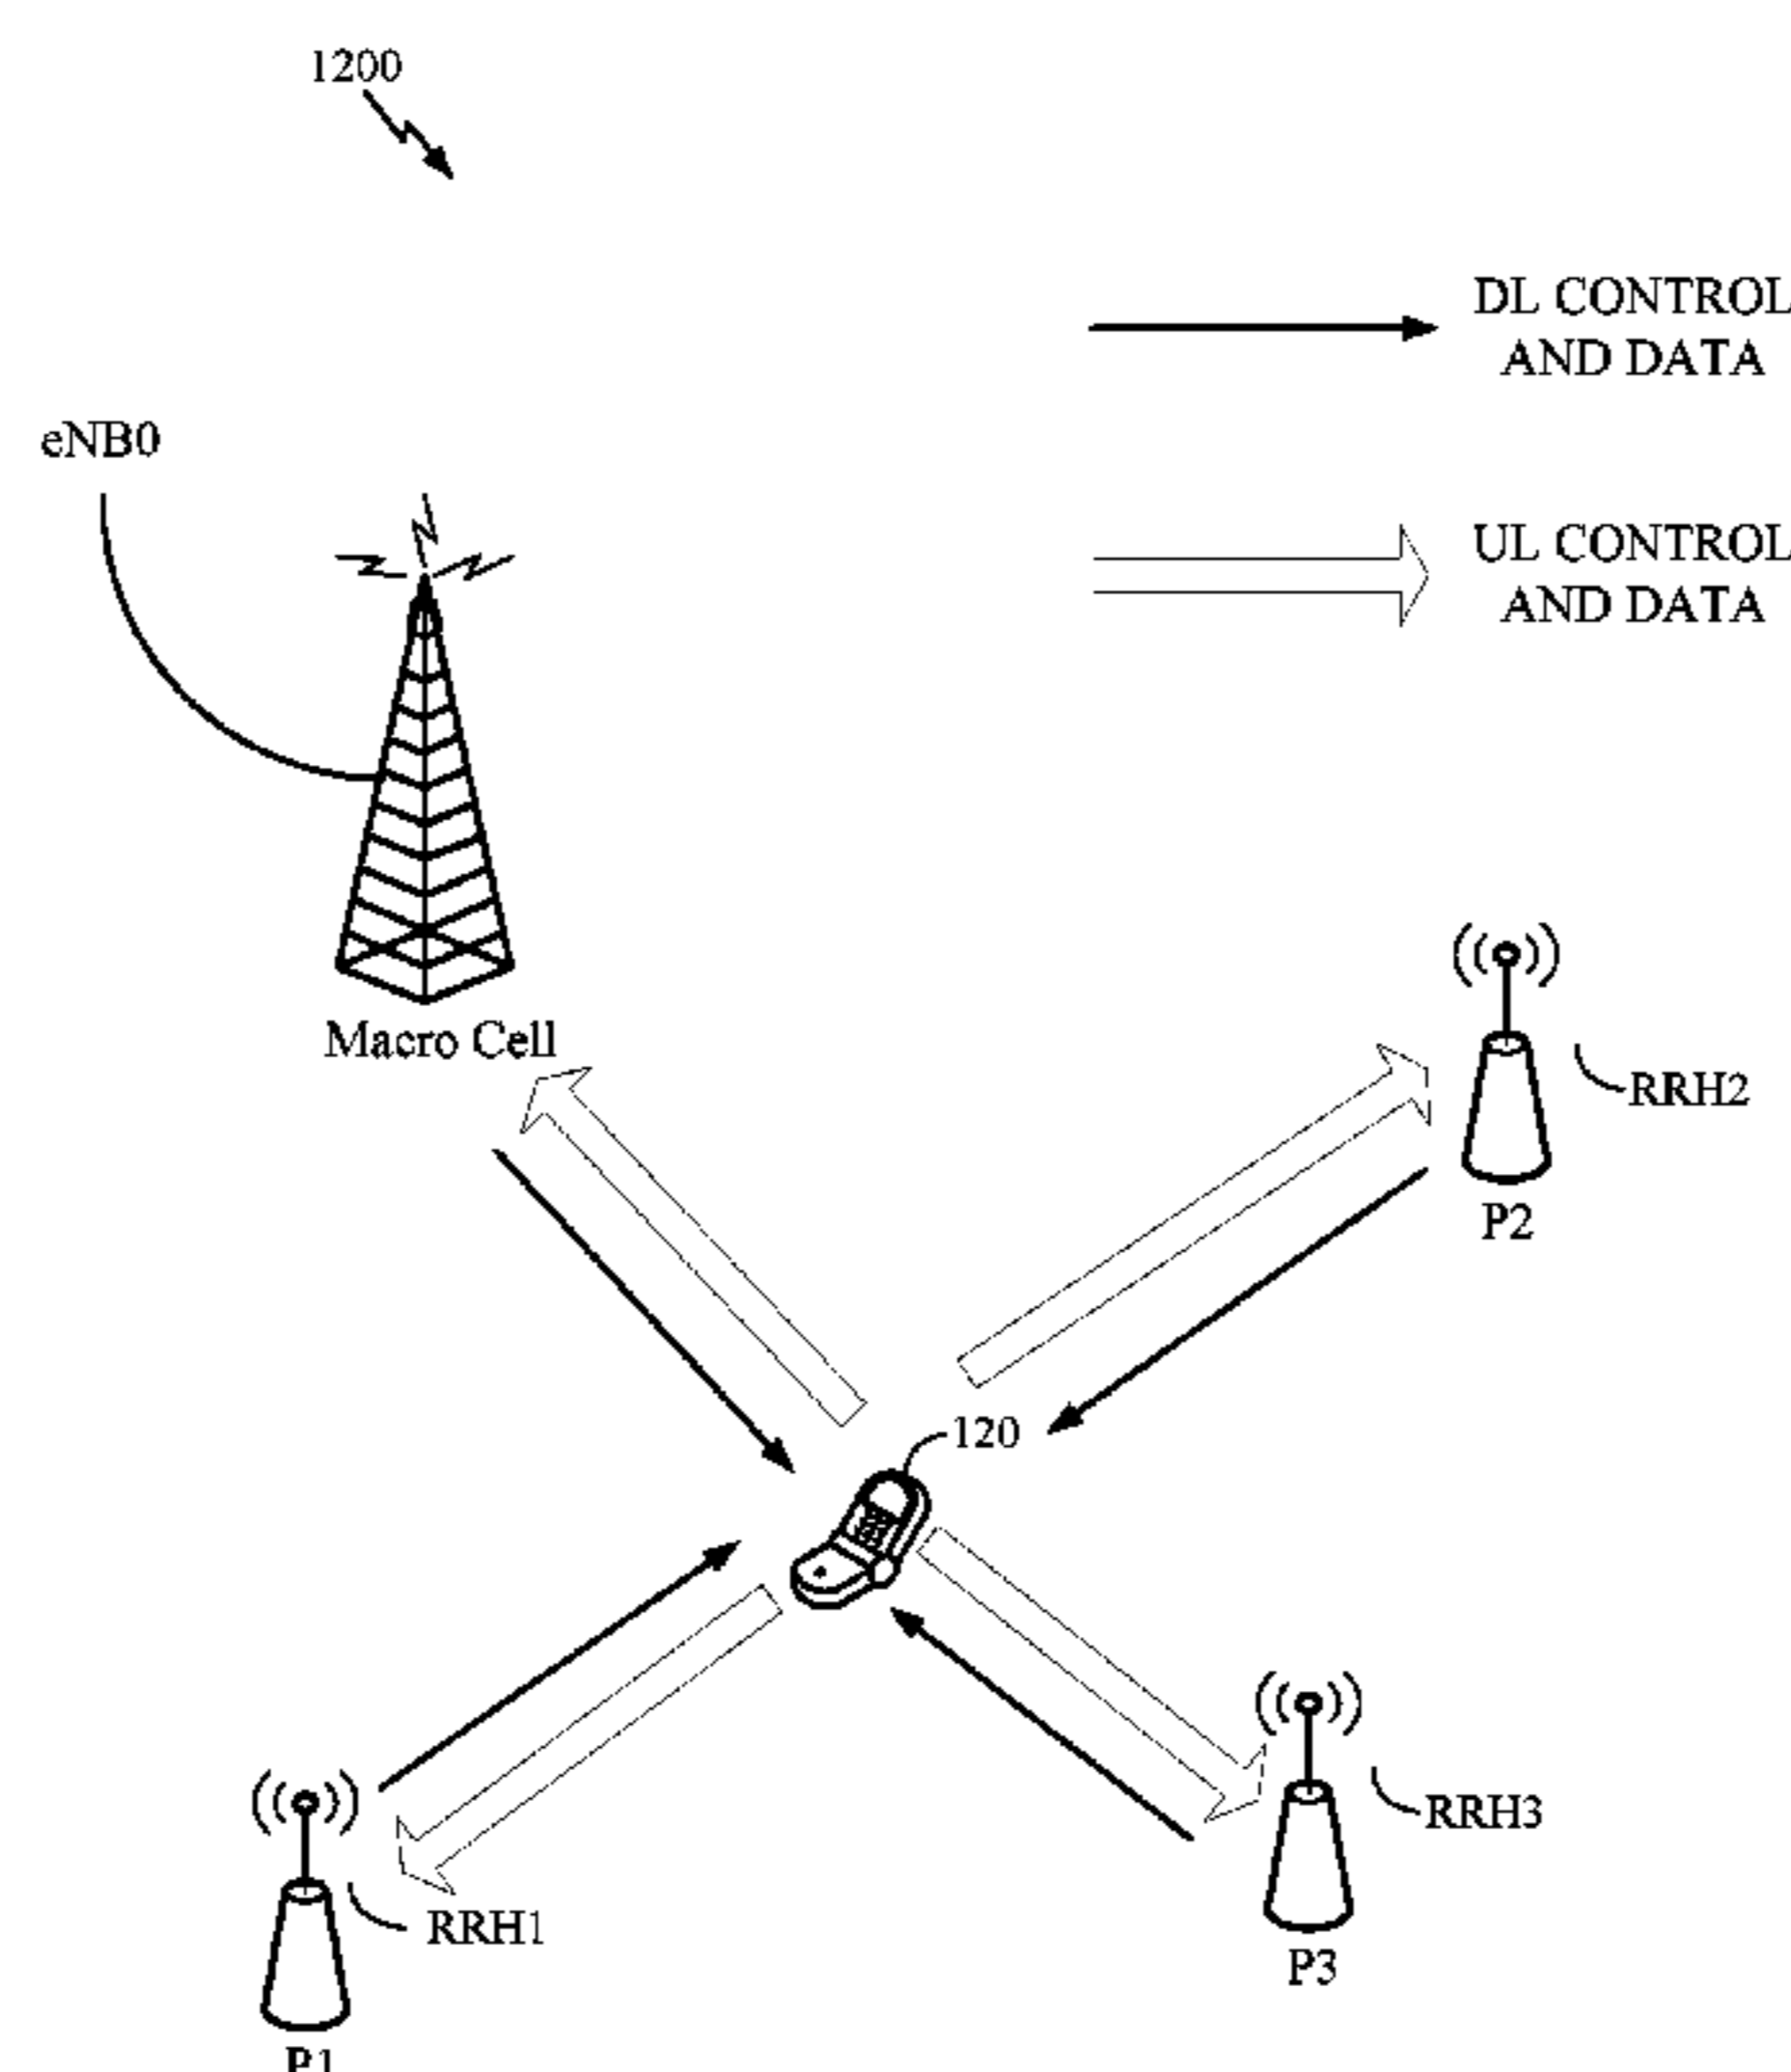 1200
DL CONTROL
AND DATA
eNB0
UL CONTROL
AND DATA
Macro Cell
RRH2
P2
120
RRH3
RRH1
P3
P1